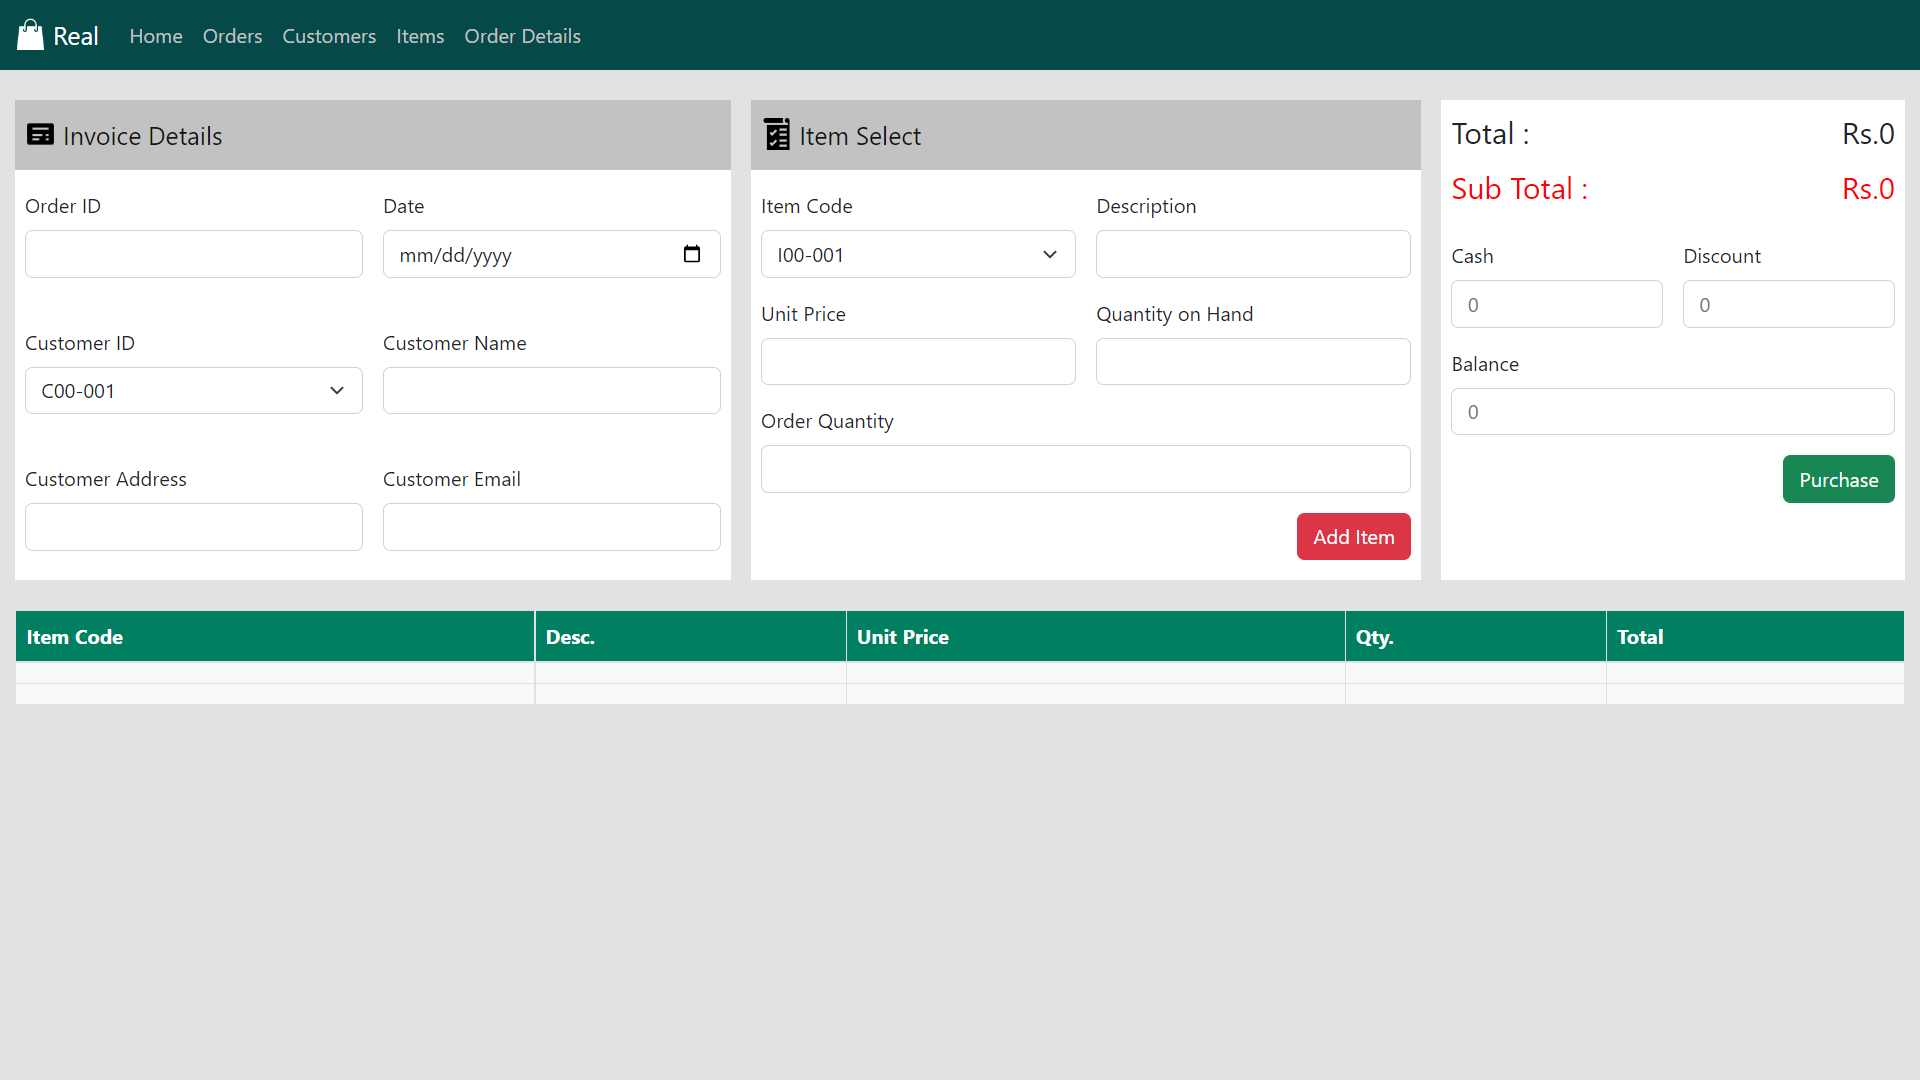 Real Home Orders Customers Items Order Details
Invoice Details
Order ID Date
mm/dd/yyyy
Customer ID Customer Name
C00-001
Customer Address Customer Email
Item Select
Item Code Description
I00-001
Unit Price Quantity on Hand
Order Quantity
Add Item
Total : Rs.0
Sub Total : Rs.0
Cash Discount
0 0
Balance
0
Purchase
Item Code Desc. Unit Price Qty. Total